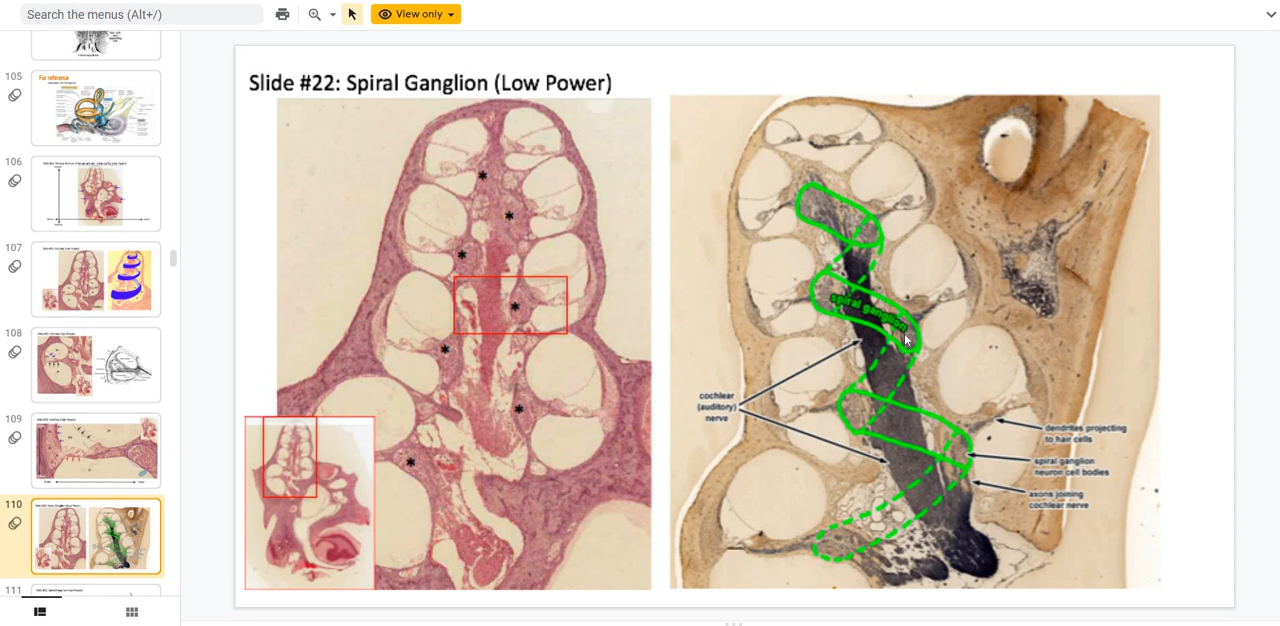 Search the menus (Alt+/)
View only
105
For reference
106
107
108
109
110
111
Slide #22: Spiral Ganglion (Low Power)
*
*
*
*
*
*
*
spiral ganglion
cochlear
(auditory)
nerve
dendrites projecting
to hair cells
spiral ganglion
neuron cell bodies
axons joining
cochlear nerve